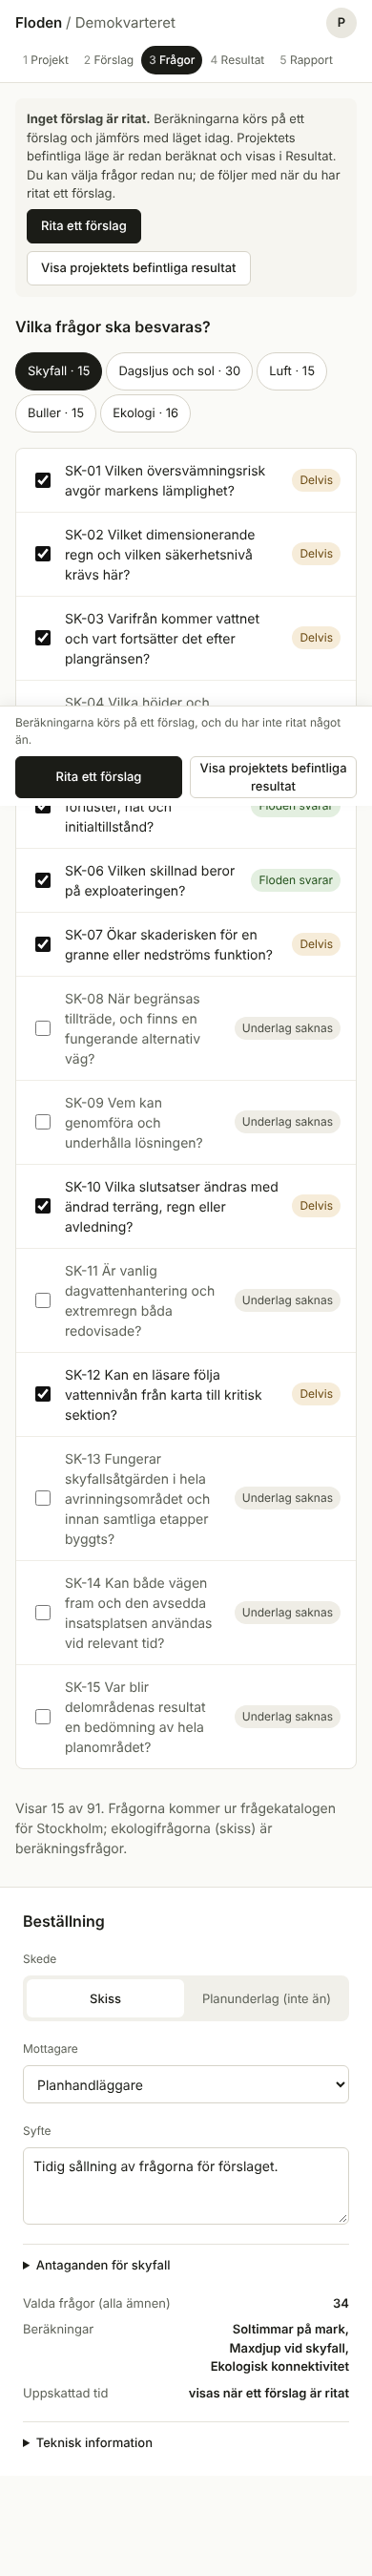 Floden / Demokvarteret
P
1 Projekt 2 Förslag 3 Frågor 4 Resultat 5 Rapport
Inget förslag är ritat. Beräkningarna körs på ett
förslag och jämförs med läget idag. Projektets
befintliga läge är redan beräknat och visas i Resultat.
Du kan välja frågor redan nu; de följer med när du har
ritat ett förslag.
Rita ett förslag
Visa projektets befintliga resultat
Vilka frågor ska besvaras?
Skyfall · 15
Dagsljus och sol · 30
Luft · 15
Buller · 15
Ekologi · 16
SK-01 Vilken översvämningsrisk
avgör markens lämplighet?
Delvis
SK-02 Vilket dimensionerande
regn och vilken säkerhetsnivå
krävs här?
Delvis
SK-03 Varifrån kommer vattnet
och vart fortsätter det efter
plangränsen?
Delvis
SK-04 Vilka höjder och
Beräkningarna körs på ett förslag, och du har inte ritat något
än.
Rita ett förslag
Visa projektets befintliga
resultat
förluster, nät och
initialtillstånd?
Floden svarar
SK-06 Vilken skillnad beror
på exploateringen?
Floden svarar
SK-07 Ökar skaderisken för en
granne eller nedströms funktion?
Delvis
SK-08 När begränsas
tillträde, och finns en
fungerande alternativ
väg?
Underlag saknas
SK-09 Vem kan
genomföra och
underhålla lösningen?
Underlag saknas
SK-10 Vilka slutsatser ändras med
ändrad terräng, regn eller
avledning?
Delvis
SK-11 Är vanlig
dagvattenhantering och
extremregn båda
redovisade?
Underlag saknas
SK-12 Kan en läsare följa
vattennivån från karta till kritisk
sektion?
Delvis
SK-13 Fungerar
skyfallsåtgärden i hela
avrinningsområdet och
innan samtliga etapper
byggts?
Underlag saknas
SK-14 Kan både vägen
fram och den avsedda
insatsplatsen användas
vid relevant tid?
Underlag saknas
SK-15 Var blir
delområdenas resultat
en bedömning av hela
planområdet?
Underlag saknas
Visar 15 av 91. Frågorna kommer ur frågekatalogen
för Stockholm; ekologifrågorna (skiss) är
beräkningsfrågor.
Beställning
Skede
Skiss
Planunderlag (inte än)
Mottagare
Planhandläggare
Syfte
Tidig sållning av frågorna för förslaget.
Antaganden för skyfall
Valda frågor (alla ämnen) 34
Beräkningar Soltimmar på mark,
Maxdjup vid skyfall,
Ekologisk konnektivitet
Uppskattad tid visas när ett förslag är ritat
Teknisk information